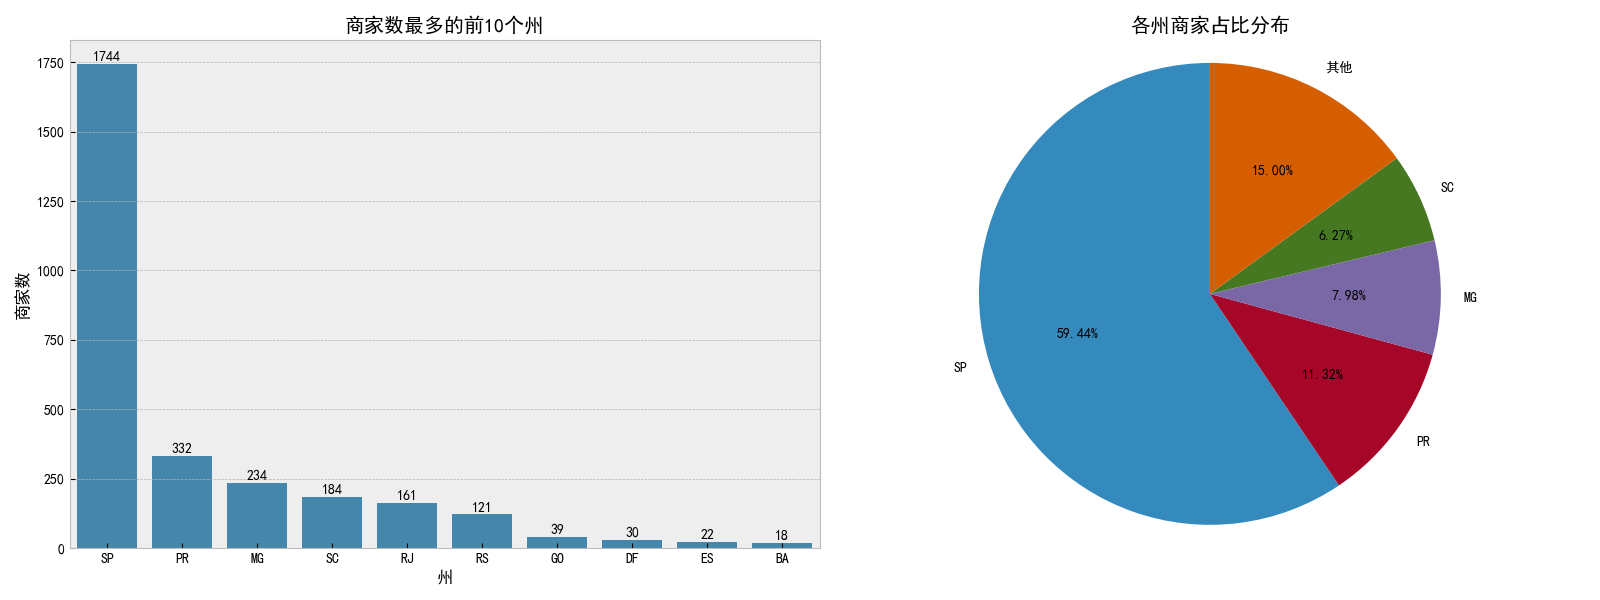 商家数最多的前10个州
商家数
1750
1500
1250
1000
750
500
250
0
1744
332
234
184
161
121
39
30
22
18
SP
PR
MG
SC
RJ
RS
GO
DF
ES
BA
州
各州商家占比分布
其他
15.00%
SC
6.27%
MG
7.98%
PR
11.32%
SP
59.44%